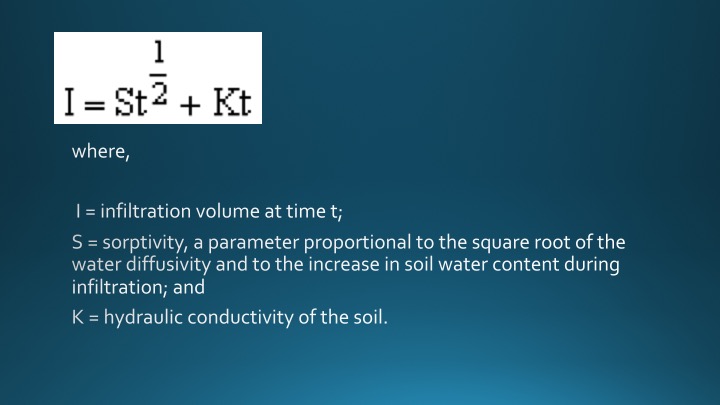 I = St^(1/2) + Kt
where,
I = infiltration volume at time t;
S = sorptivity, a parameter proportional to the square root of the
water diffusivity and to the increase in soil water content during
infiltration; and
K = hydraulic conductivity of the soil.